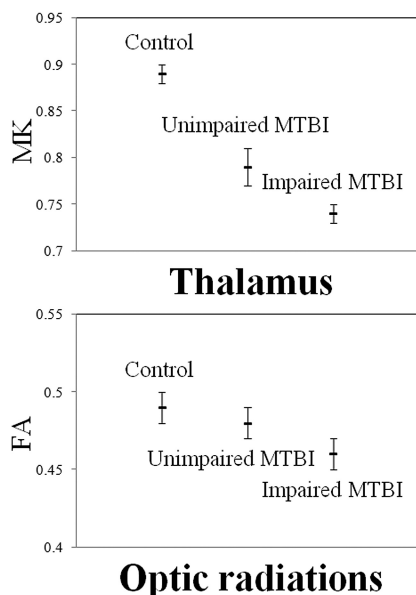 0.95
Control
0.9
0.85
MK
Unimpaired MTBI
0.8
Impaired MTBI
0.75
0.7
Thalamus
0.55
Control
0.5
FA
Unimpaired MTBI
0.45
Impaired MTBI
0.4
Optic radiations